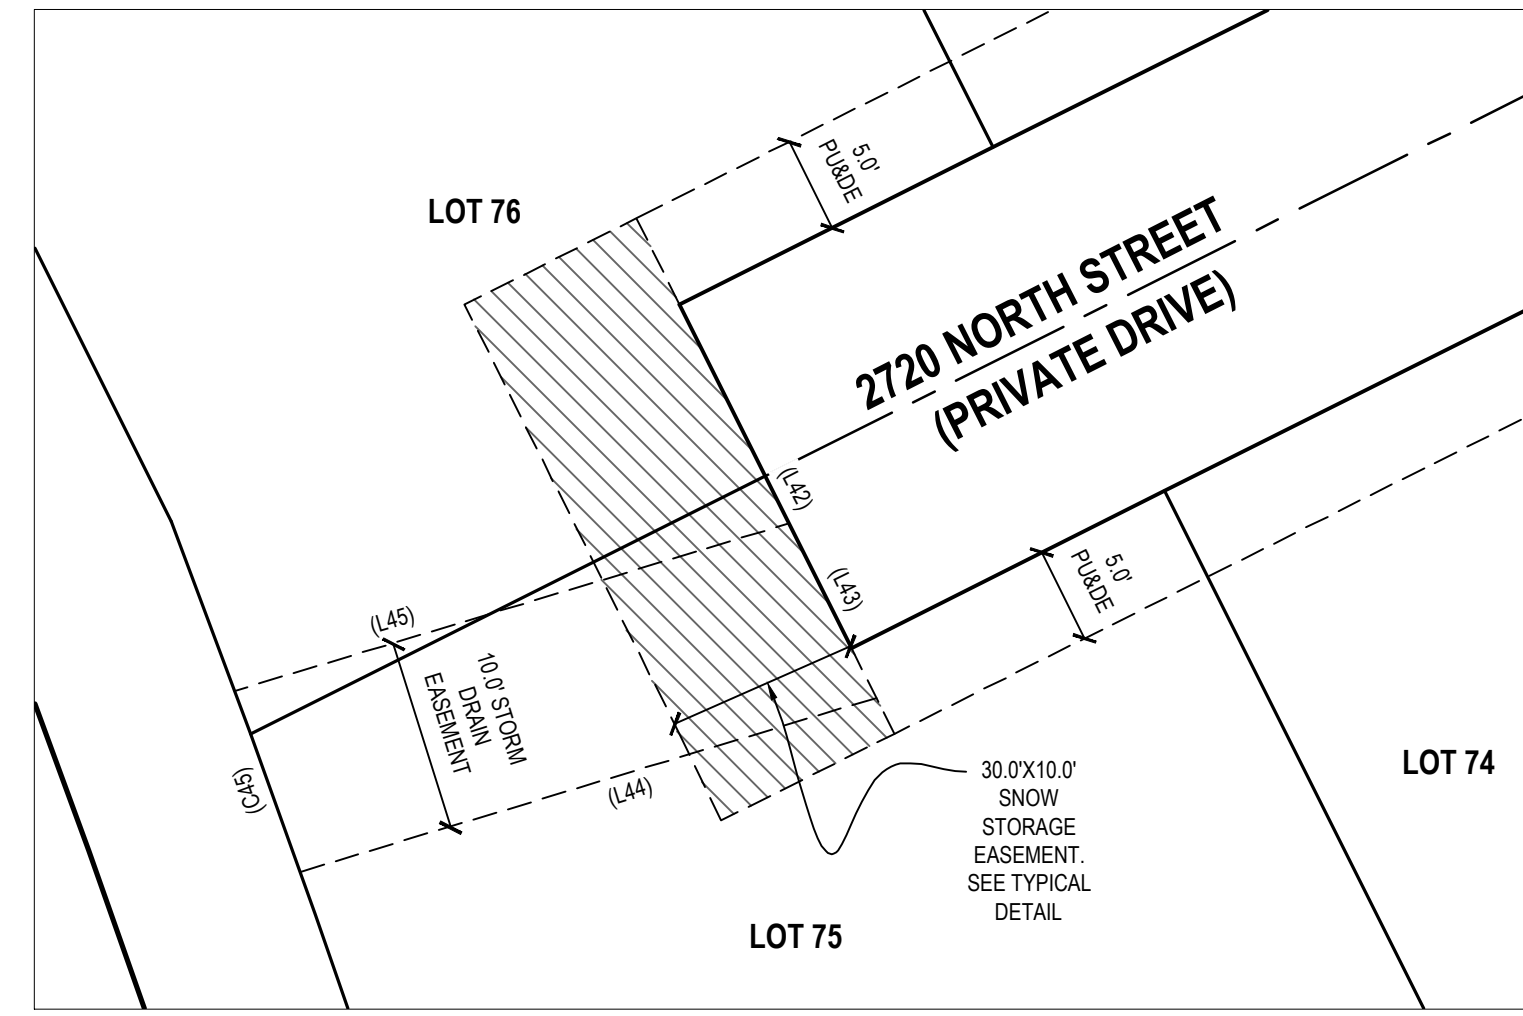 5.0'
PU&DE
LOT 76
2720 NORTH STREET
(PRIVATE DRIVE)
(L42)
(L43)
5.0'
PU&DE
(L45)
10.0' STORM
DRAIN
EASEMENT
(L44)
(C45)
30.0'X10.0'
SNOW
STORAGE
EASEMENT.
SEE TYPICAL
DETAIL
LOT 74
LOT 75